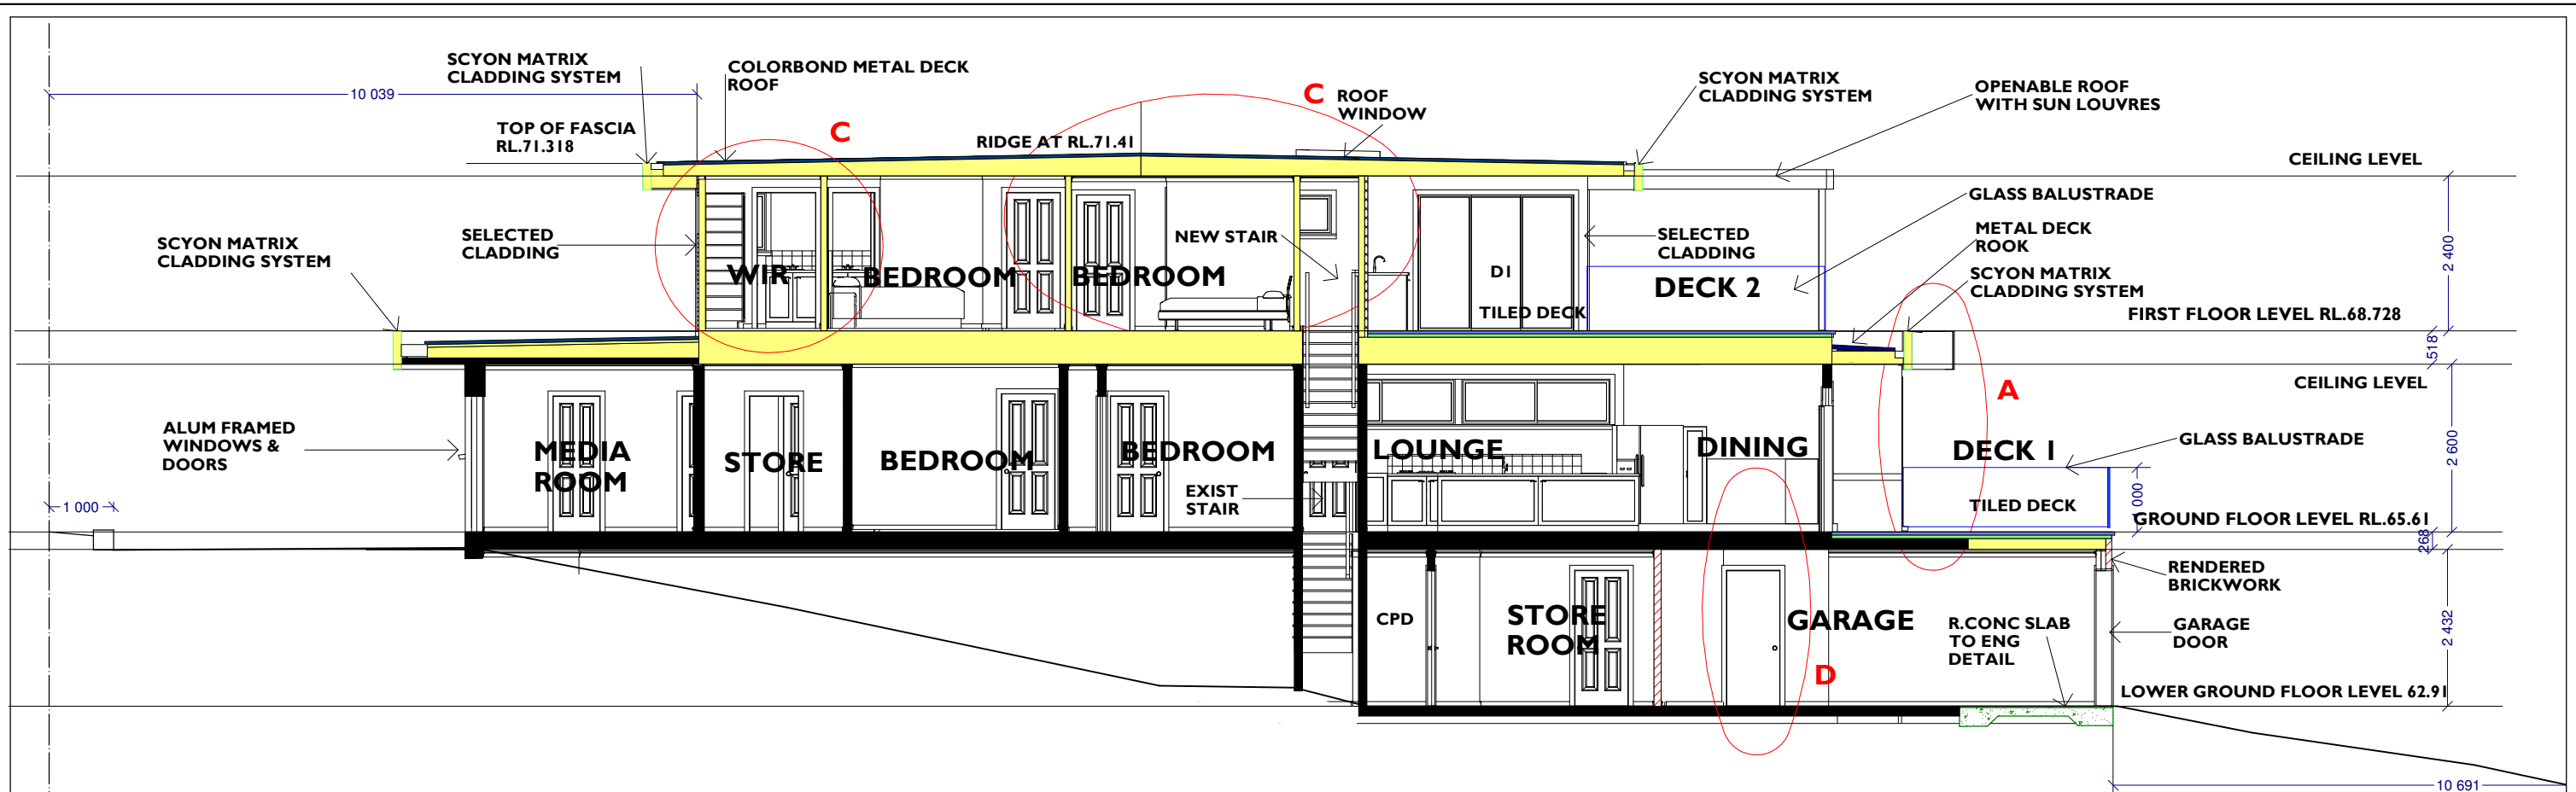 SCYON MATRIX
CLADDING SYSTEM
COLORBOND METAL DECK
ROOF
10 039
TOP OF FASCIA
RL.71.318
C
RIDGE AT RL.71.41
C
ROOF
WINDOW
SCYON MATRIX
CLADDING SYSTEM
OPENABLE ROOF
WITH SUN LOUVRES
CEILING LEVEL
GLASS BALUSTRADE
SELECTED
CLADDING
SCYON MATRIX
CLADDING SYSTEM
WIR
BEDROOM
BEDROOM
NEW STAIR
D1
TILED DECK
SELECTED
CLADDING
DECK 2
METAL DECK
ROOK
SCYON MATRIX
CLADDING SYSTEM
2 400
FIRST FLOOR LEVEL RL.68.728
518
CEILING LEVEL
A
ALUM FRAMED
WINDOWS &
DOORS
MEDIA
ROOM
STORE
BEDROOM
BEDROOM
EXIST
STAIR
LOUNGE
DINING
DECK 1
TILED DECK
GLASS BALUSTRADE
1 000
2 600
1 000
GROUND FLOOR LEVEL RL.65.61
268
RENDERED
BRICKWORK
CPD
STORE
ROOM
GARAGE
D
R.CONC SLAB
TO ENG
DETAIL
GARAGE
DOOR
2 432
LOWER GROUND FLOOR LEVEL 62.91
10 691